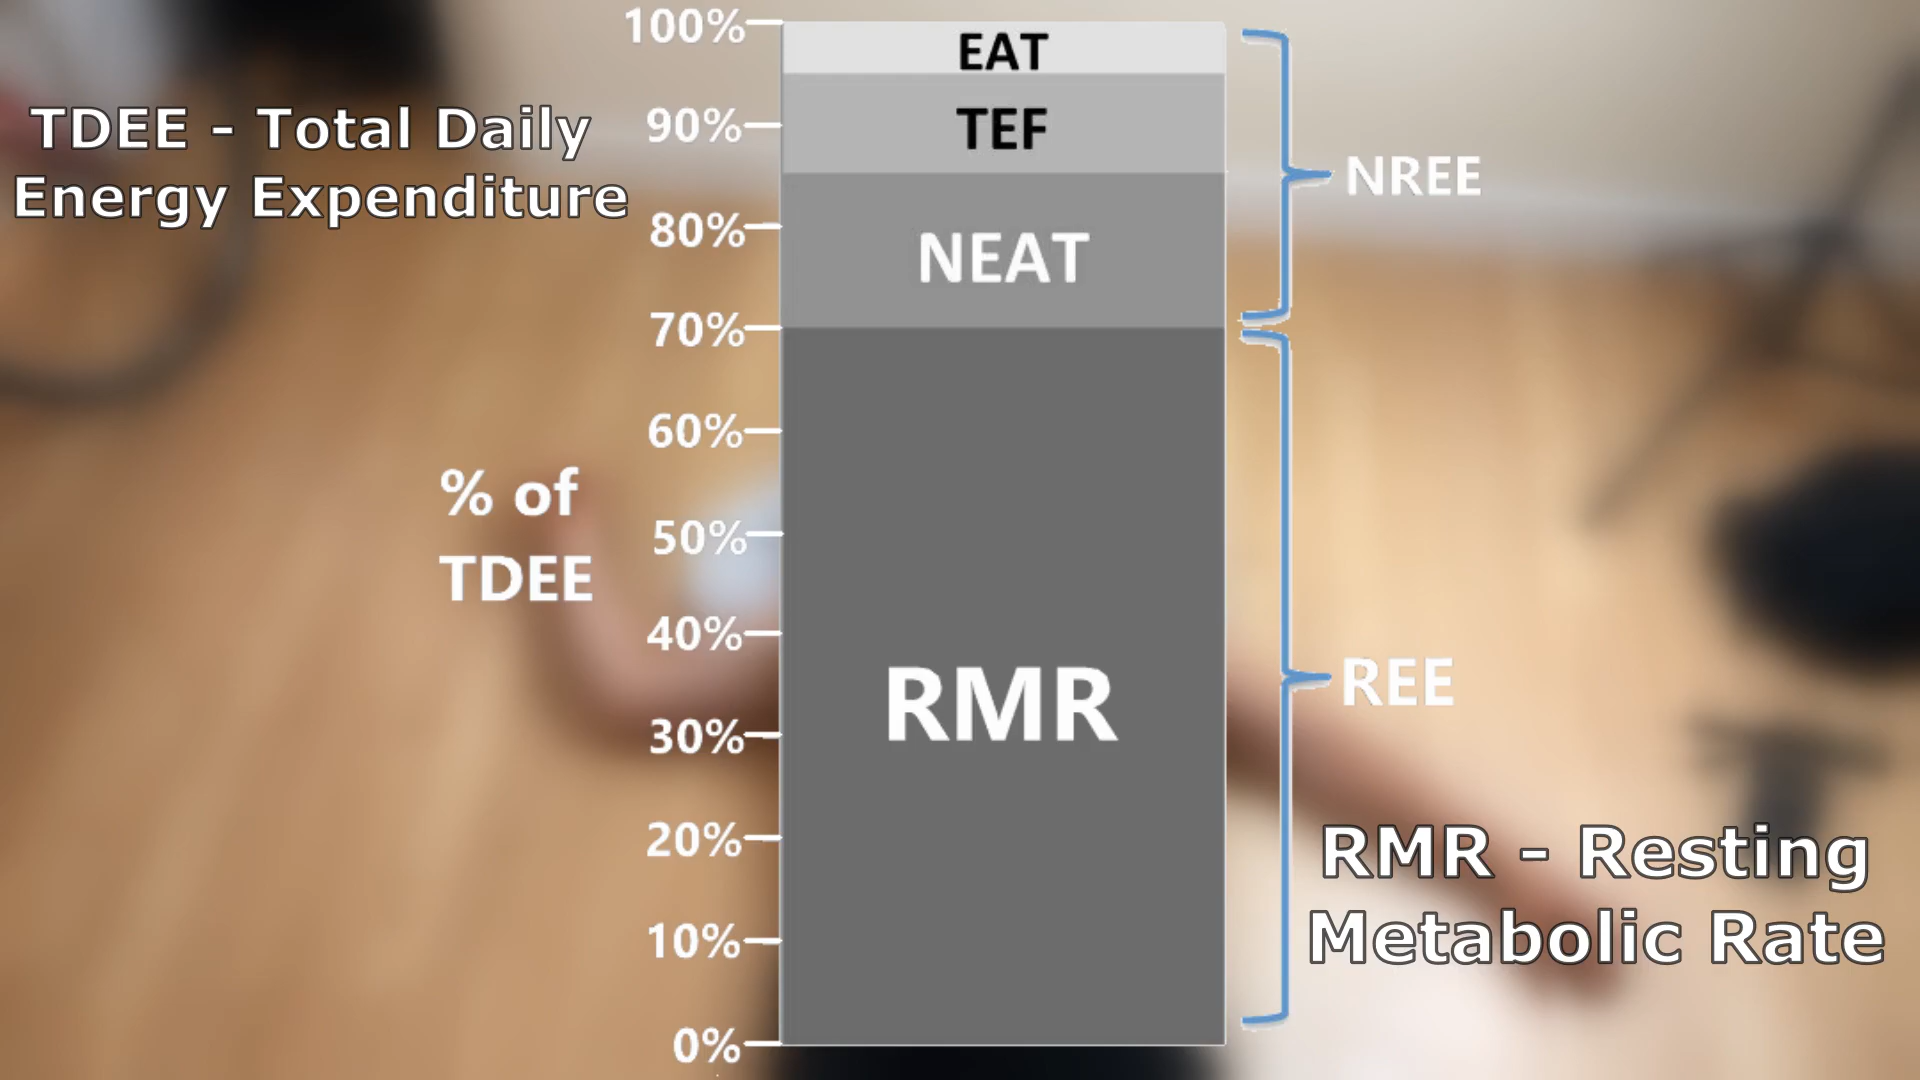 TDEE - Total Daily
Energy Expenditure
% of
TDEE
100%
90%
80%
70%
60%
50%
40%
30%
20%
10%
0%
EAT
TEF
NEAT
RMR
NREE
REE
RMR - Resting
Metabolic Rate